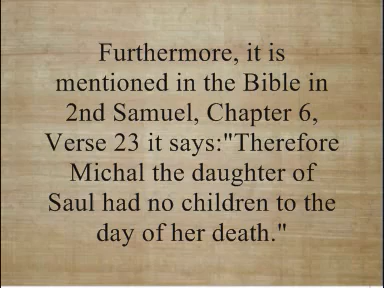 Furthermore, it is
mentioned in the Bible in
2nd Samuel, Chapter 6,
Verse 23 it says:"Therefore
Michal the daughter of
Saul had no children to the
day of her death."